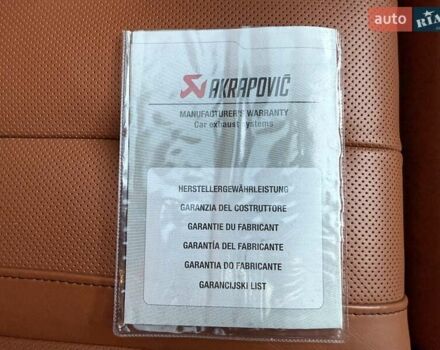 auto RIA
AKRAPOVIČ
MANUFACTURER'S WARRANTY
Car exhaust systems
HERSTELLERGEWÄHRLEISTUNG
GARANZIA DEL COSTRUTTORE
GARANTIE DU FABRICANT
GARANTÍA DEL FABRICANTE
GARANTIA DO FABRICANTE
GARANCIJSKI LIST